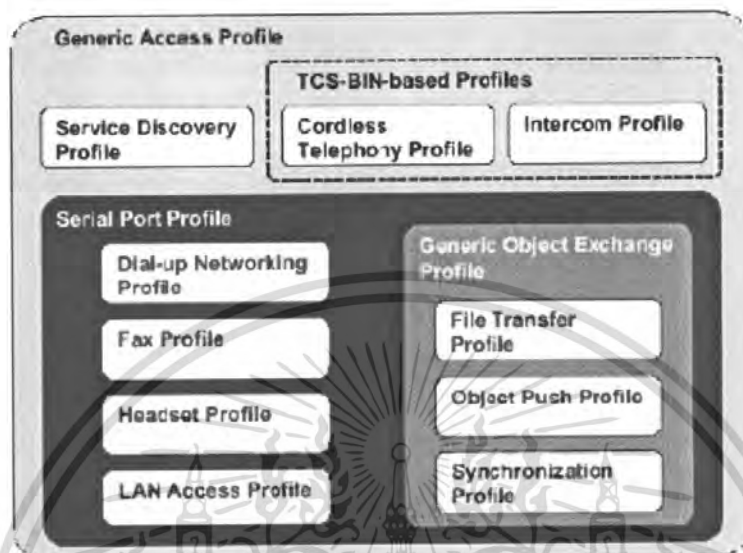 Generic Access Profile
TCS-BIN-based Profiles
Service Discovery
Profile
Cordless
Telephony Profile
Intercom Profile
Serial Port Profile
Dial-up Networking
Profile
Fax Profile
Headset Profile
LAN Access Profile
Generic Object Exchange
Profile
File Transfer
Profile
Object Push Profile
Synchronization
Profile